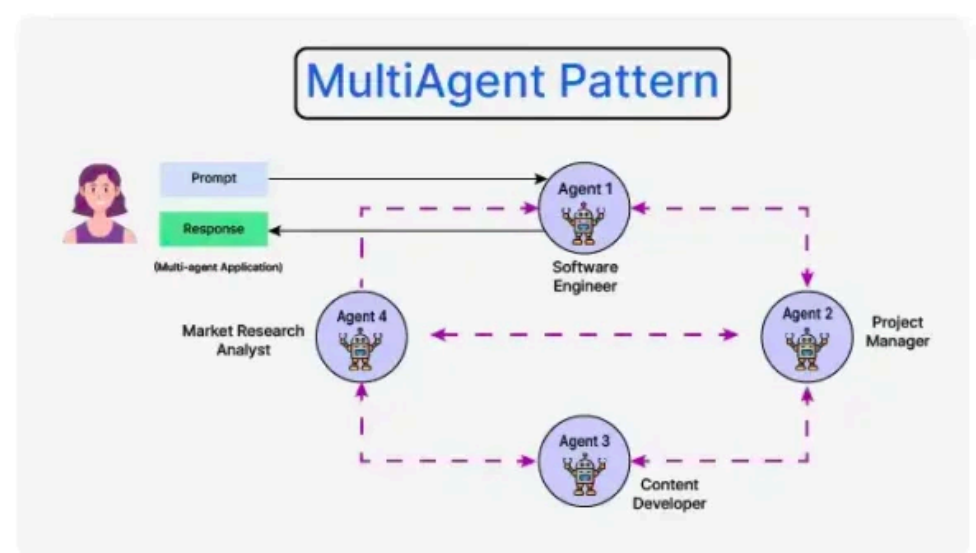 MultiAgent Pattern
Prompt
Response
(Multi-agent Application)
Agent 1
Software
Engineer
Agent 4
Market Research
Analyst
Agent 2
Project
Manager
Agent 3
Content
Developer